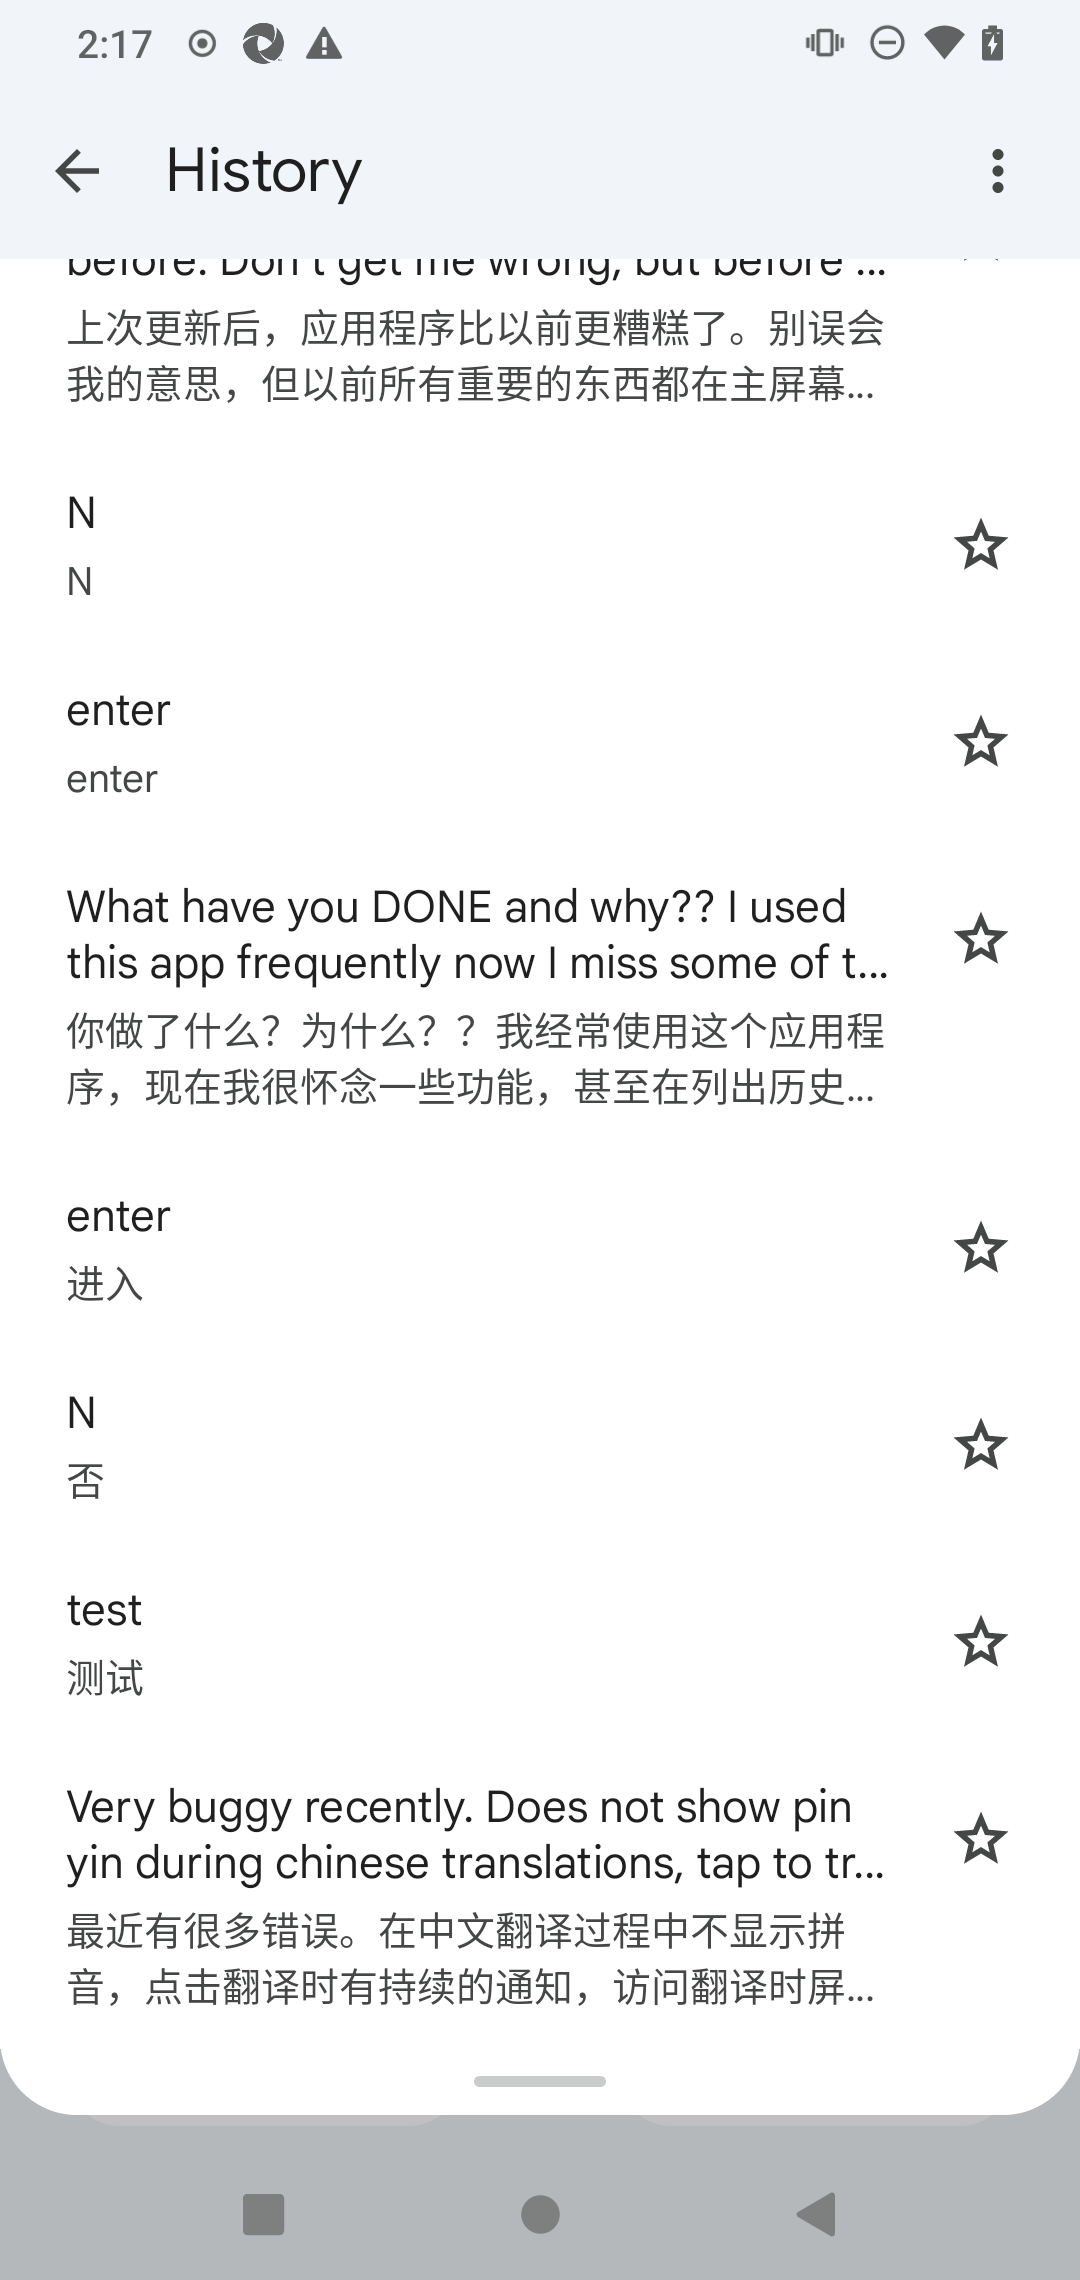 2:17
History
before. Don't get me wrong, but before ...
上次更新后，应用程序比以前更糟糕了。别误会
我的意思，但以前所有重要的东西都在主屏幕...
N
N
enter
enter
What have you DONE and why?? I used
this app frequently now I miss some of t...
你做了什么？为什么？？我经常使用这个应用程
序，现在我很怀念一些功能，甚至在列出历史...
enter
进入
N
否
test
测试
Very buggy recently. Does not show pin
yin during chinese translations, tap to tr...
最近有很多错误。在中文翻译过程中不显示拼
音，点击翻译时有持续的通知，访问翻译时屏...